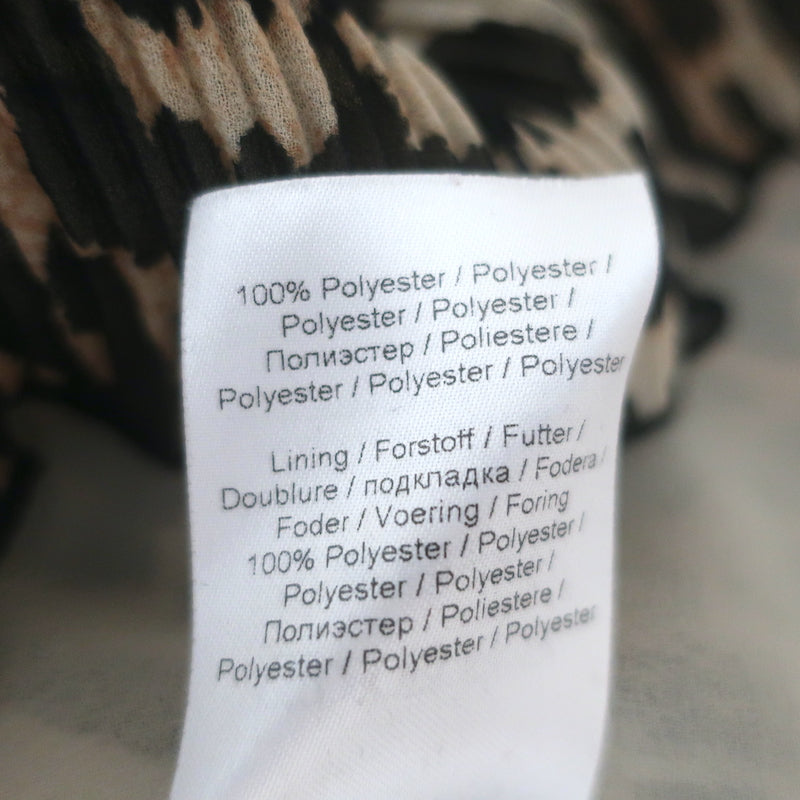 100% Polyester / Polyester /
Polyester / Polyester /
Полиэстер / Poliestere /
Polyester / Polyester / Polyester
Lining / Forstoff / Futter /
Doublure / подкладка / Fodera /
Foder / Voering / Foring
100% Polyester / Polyester /
Polyester / Polyester /
Полиэстер / Poliestere /
Polyester / Polyester / Polyester